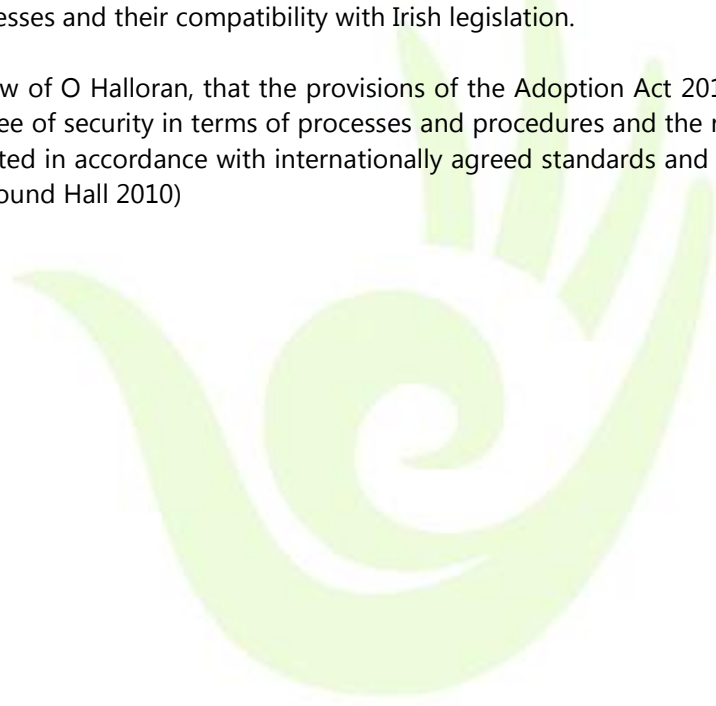 esses and their compatibility with Irish legislation.
w of O Halloran, that the provisions of the Adoption Act 201
ee of security in terms of processes and procedures and the r
ted in accordance with internationally agreed standards and
ound Hall 2010)